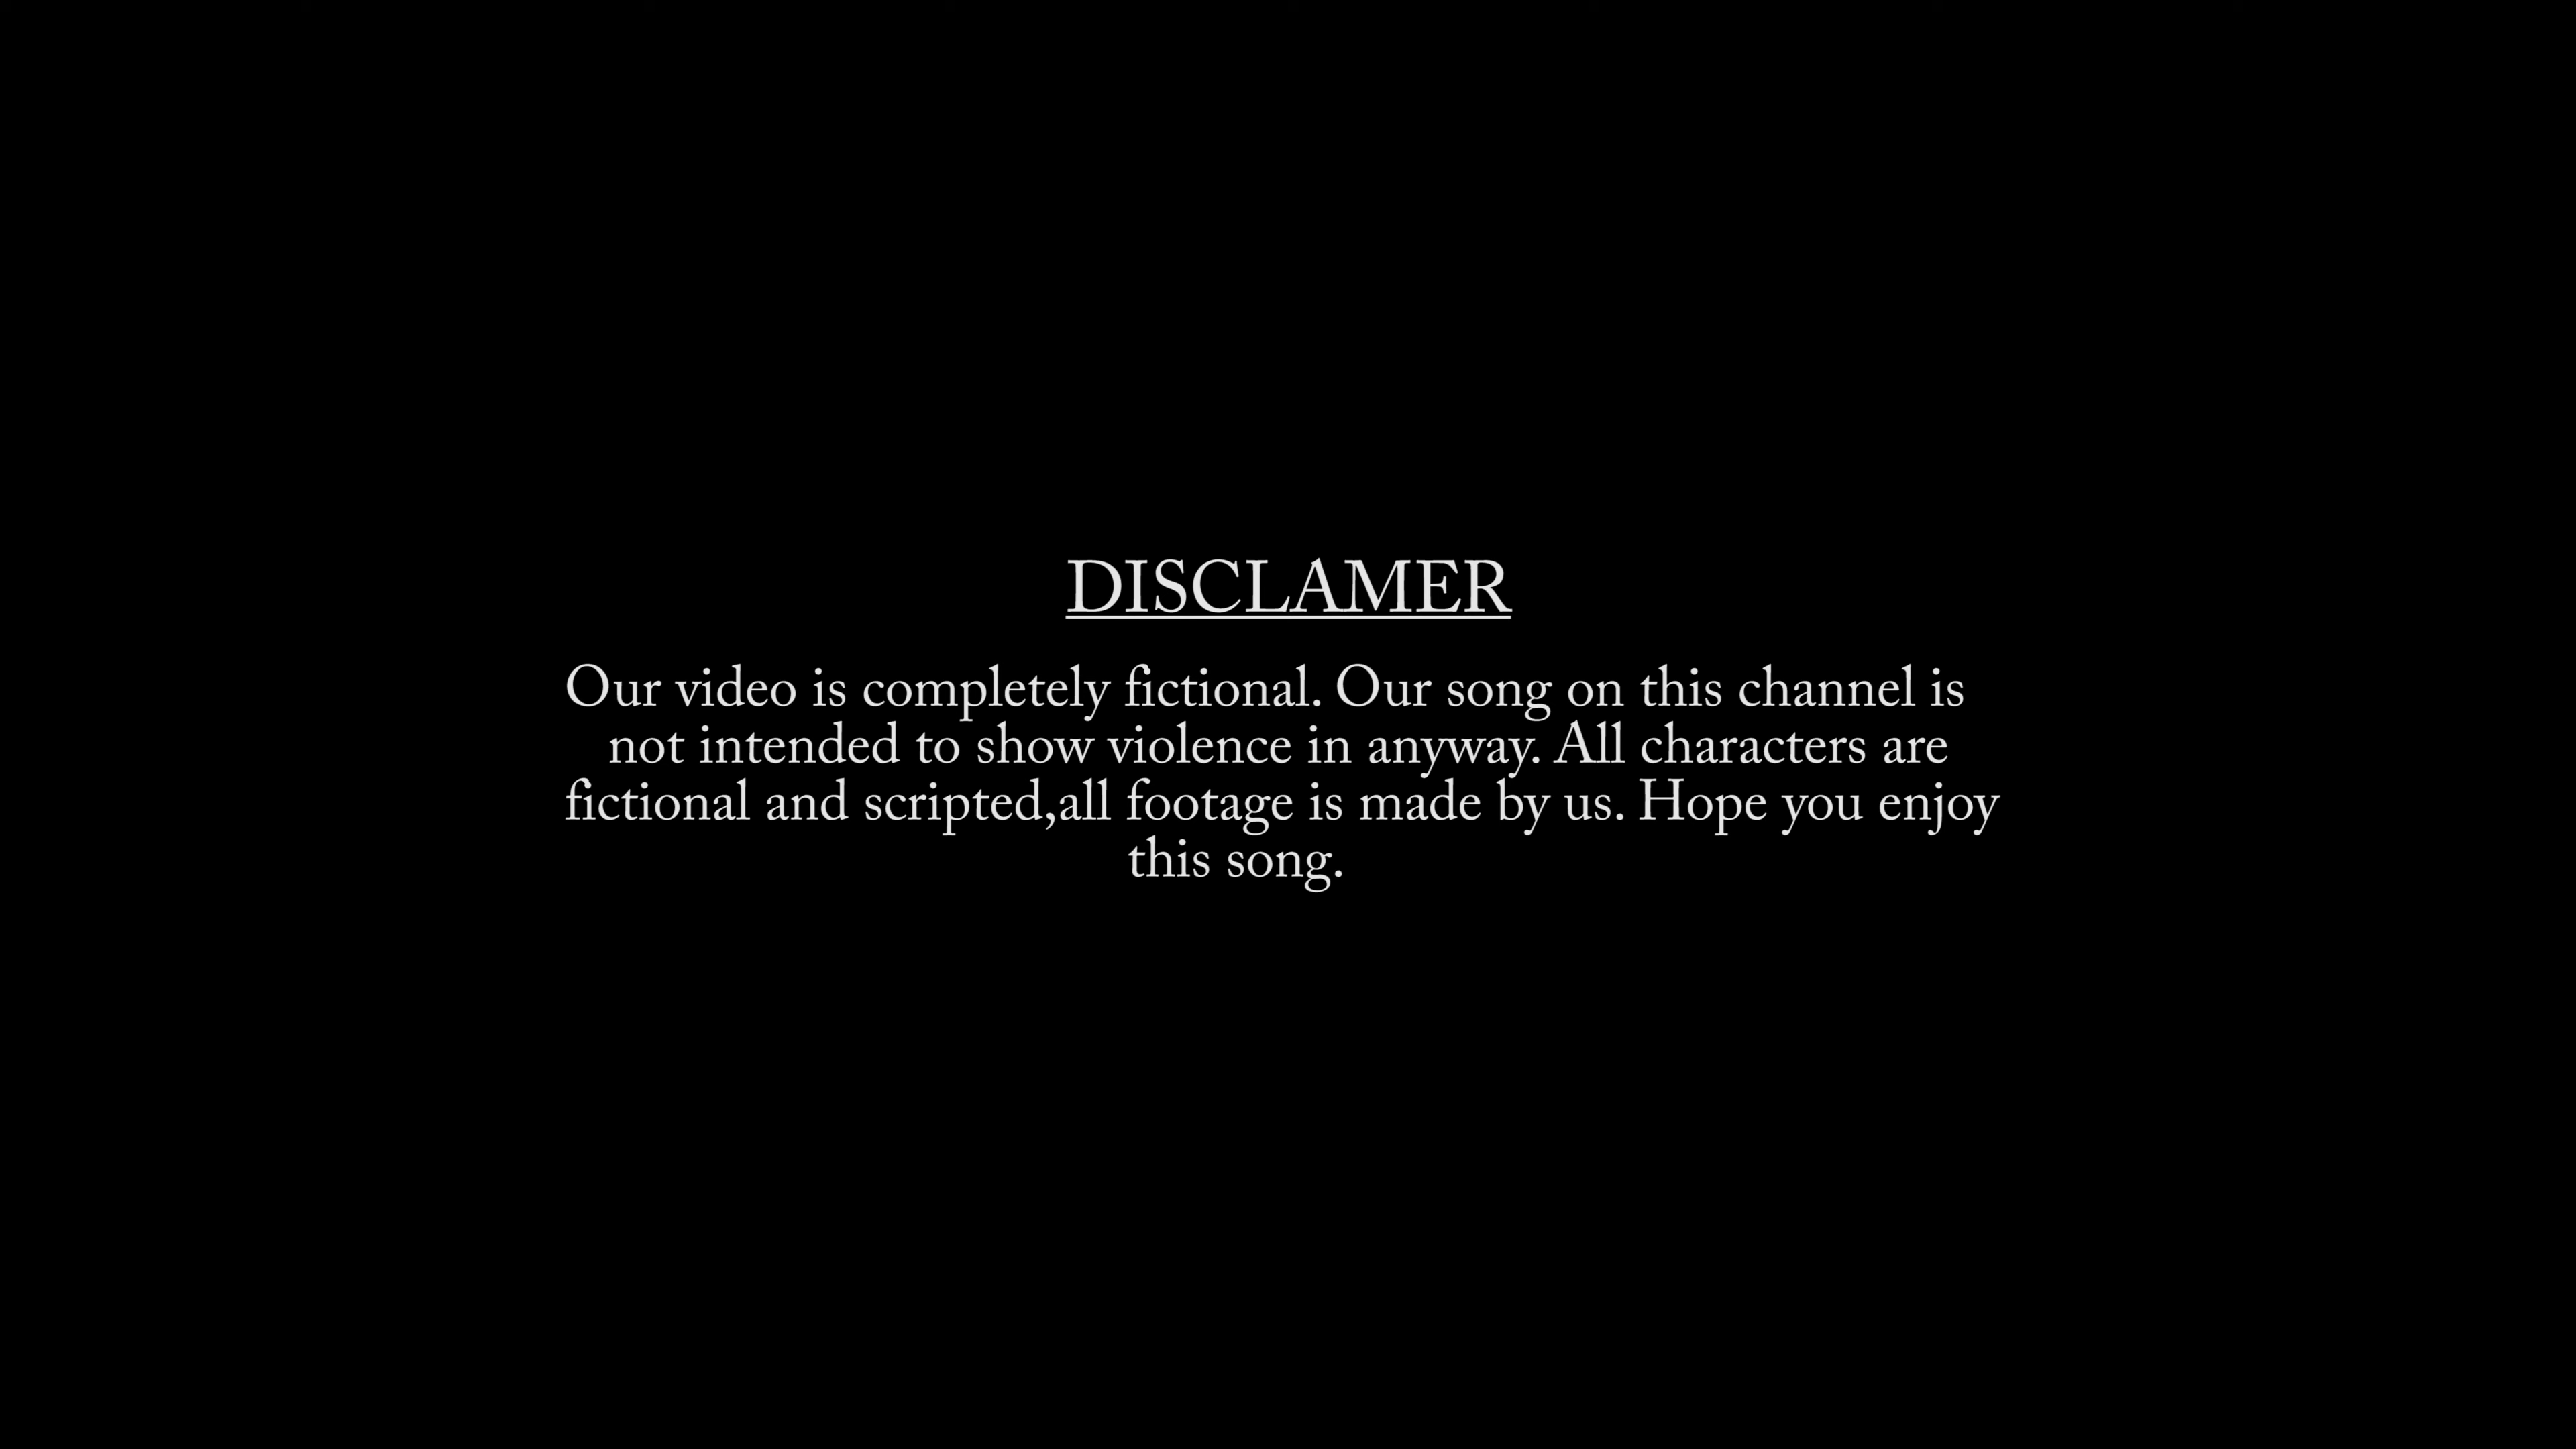 DISCLAMER
Our video is completely fictional. Our song on this channel is
not intended to show violence in anyway. All characters are
fictional and scripted,all footage is made by us. Hope you enjoy
this song.